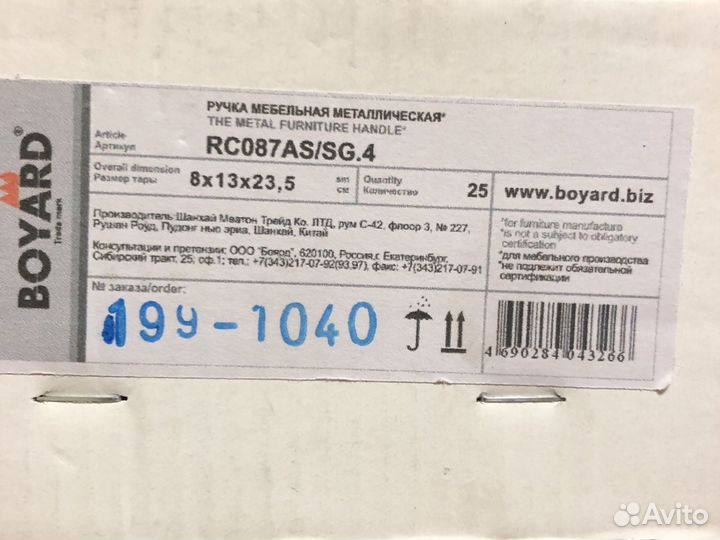 BOYARD®
Trade mark
РУЧКА МЕБЕЛЬНАЯ МЕТАЛЛИЧЕСКАЯ*
THE METAL FURNITURE HANDLE*
Article
Артикул
RC087AS/SG.4
Overall dimension
Размер тары
8x13x23,5
sm
см
Quantity
Количество
25
www.boyard.biz
Производитель: Шанхай Меатон Трейд Ко. ЛТД, рум С-42, флоор 3, № 227,
Рушан Роуд, Пудонг нью эриа, Шанхай, Китай
Консультации и претензии: ООО "Бояод", 620100, Россия, г. Екатеринбург,
Сибирский тракт, 25, оф.1; тел.: +7(343)217-07-92(93,97), факс: +7(343)217-07-91
*for furniture manufacture
*is not a subject to obligatory
certification
*для мебельного производства
*не подлежит обязательной
сертификации
№ заказа/order:
199-1040
4690284043266
Avito